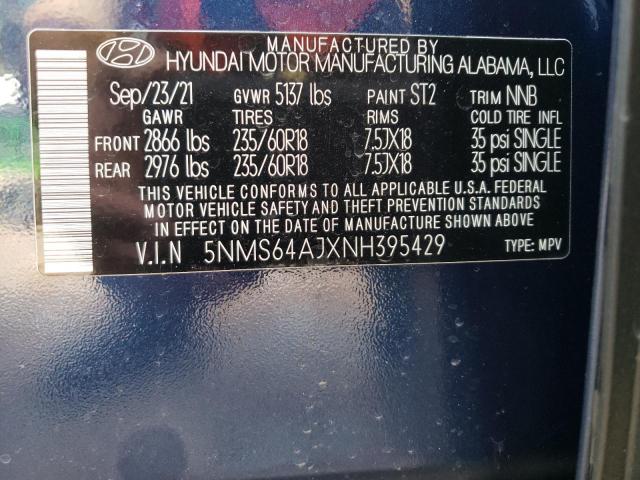 MANUFACTURED BY
HYUNDAI MOTOR MANUFACTURING ALABAMA, LLC
Sep/23/21 GVWR 5137 lbs PAINT ST2 TRIM NNB
GAWR TIRES RIMS COLD TIRE INFL
FRONT 2866 lbs 235/60R18 7.5JX18 35 psi SINGLE
REAR 2976 lbs 235/60R18 7.5JX18 35 psi SINGLE
THIS VEHICLE CONFORMS TO ALL APPLICABLE U.S.A. FEDERAL
MOTOR VEHICLE SAFETY AND THEFT PREVENTION STANDARDS
IN EFFECT ON THE DATE OF MANUFACTURE SHOWN ABOVE.
V.I.N 5NMS64AJXNH395429 TYPE: MPV